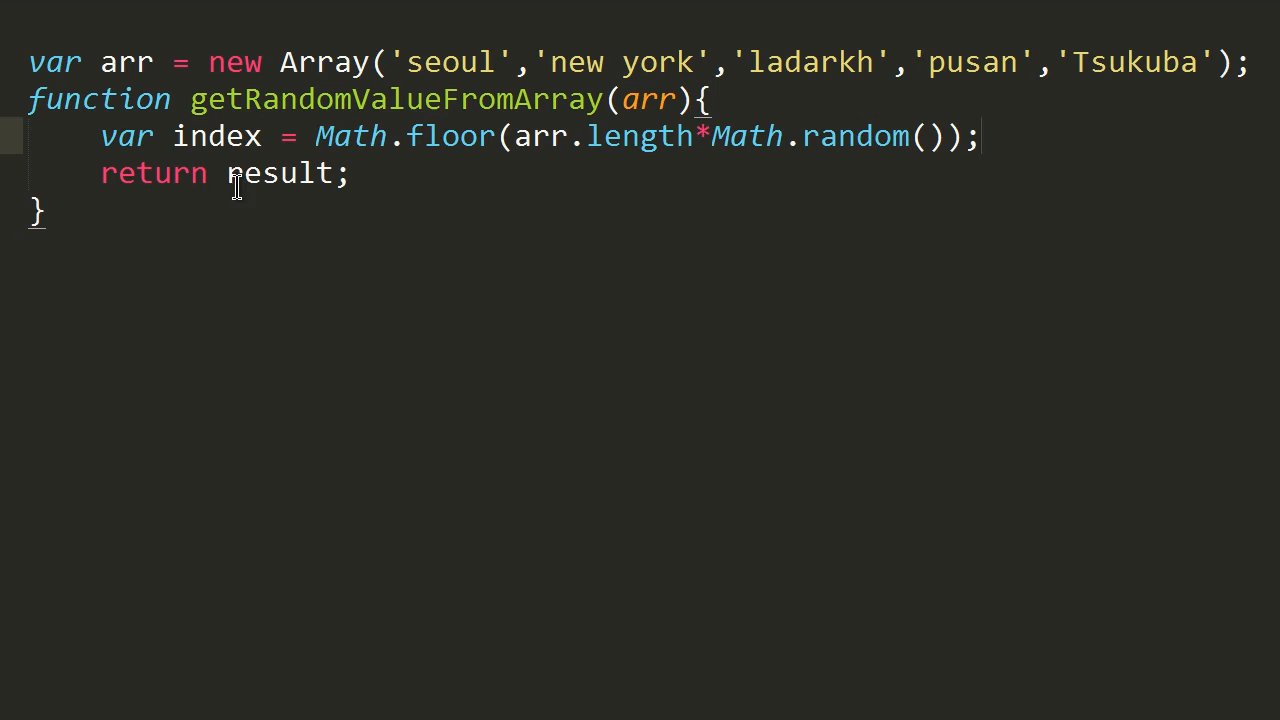 var arr = new Array('seoul','new york','ladarkh','pusan','Tsukuba');
function getRandomValueFromArray(arr){
    var index = Math.floor(arr.length*Math.random());
    return result;
}